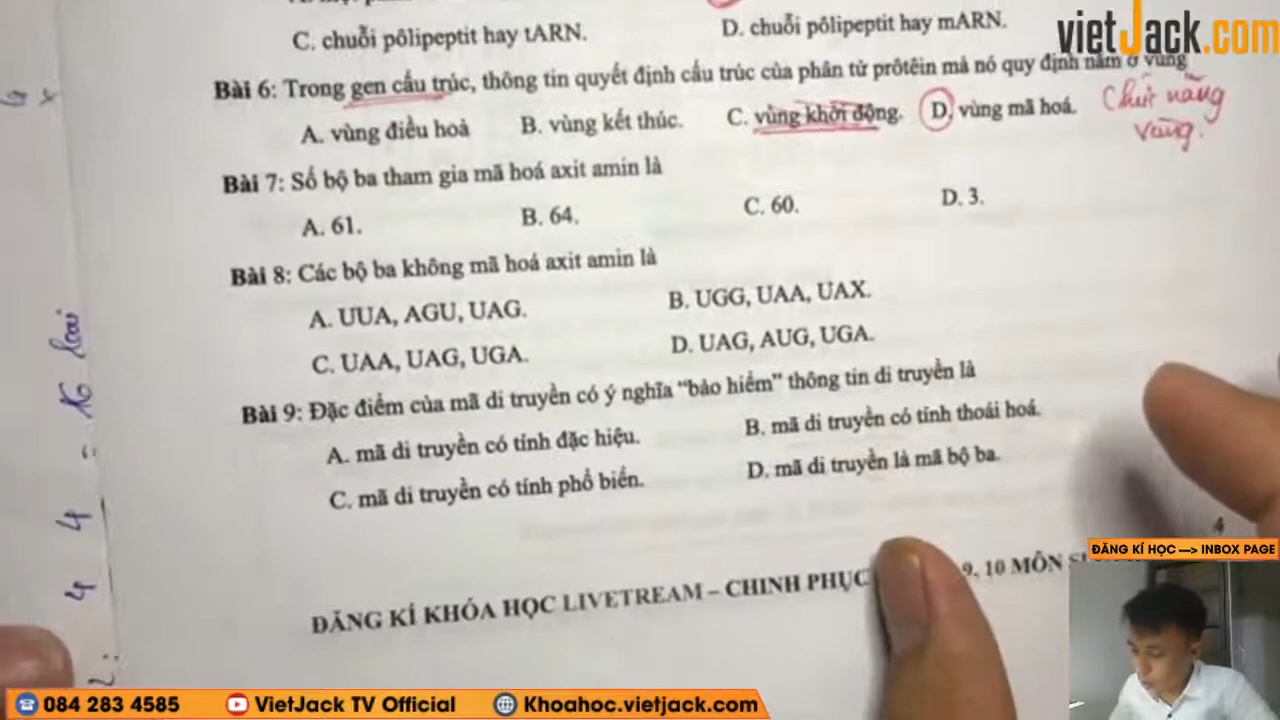 vietJack.com
C. chuỗi pôlipeptit hay tARN. D. chuỗi pôlipeptit hay mARN.
Bài 6: Trong gen cấu trúc, thông tin quyết định cấu trúc của phân tử prôtêin mà nó quy định nằm ở vùng
A. vùng điều hoà B. vùng kết thúc. C. vùng khởi động. D. vùng mã hoá.
Chức năng
vùng.
Bài 7: Số bộ ba tham gia mã hoá axit amin là
A. 61. B. 64. C. 60. D. 3.
Bài 8: Các bộ ba không mã hoá axit amin là
A. UUA, AGU, UAG. B. UGG, UAA, UAX.
C. UAA, UAG, UGA. D. UAG, AUG, UGA.
Bài 9: Đặc điểm của mã di truyền có ý nghĩa “bảo hiểm” thông tin di truyền là
A. mã di truyền có tính đặc hiệu. B. mã di truyền có tính thoái hoá.
C. mã di truyền có tính phổ biến. D. mã di truyền là mã bộ ba.
4
ĐĂNG KÍ HỌC —> INBOX PAGE
ĐĂNG KÍ KHÓA HỌC LIVETREAM – CHINH PHỤC 9, 10 MÔN
4 4 = 16 loại
084 283 4585 VietJack TV Official Khoahoc.vietjack.com